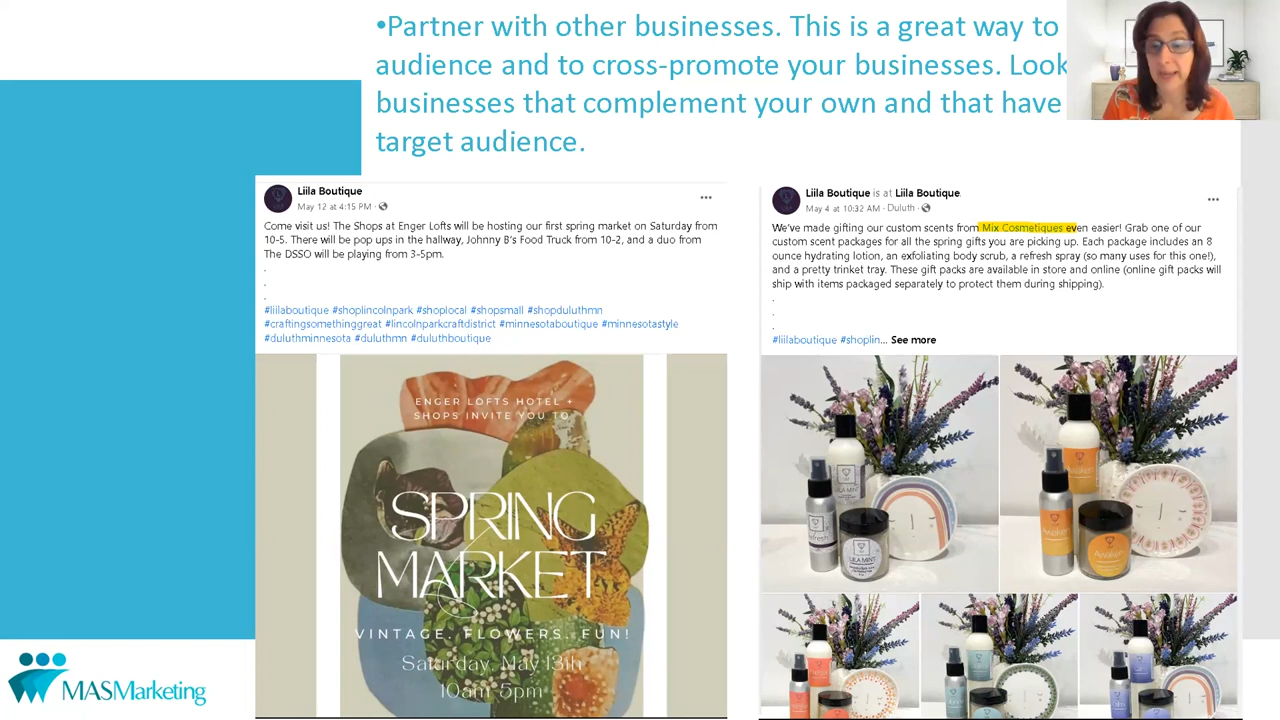 •Partner with other businesses. This is a great way to
audience and to cross-promote your businesses. Look
businesses that complement your own and that have
target audience.
Liila Boutique
May 12 at 4:15 PM ·
Come visit us! The Shops at Enger Lofts will be hosting our first spring market on Saturday from
10-5. There will be pop ups in the hallway, Johnny B's Food Truck from 10-2, and a duo from
The DSSO will be playing from 3-5pm.
.
.
.
#liilaboutique #shoplincolnpark #shoplocal #shopsmall #shopduluthmn
#craftingsomethinggreat #lincolnparkcraftdistrict #minnesotaboutique #minnesotastyle
#duluthminnesota #duluthmn #duluthboutique
ENGER LOFTS HOTEL +
SHOPS INVITE YOU TO
SPRING
MARKET
VINTAGE. FLOWERS. FUN!
Saturday, May 13th
10am-5pm
Liila Boutique is at Liila Boutique.
May 4 at 10:32 AM · Duluth ·
We've made gifting our custom scents from Mix Cosmetiques even easier! Grab one of our
custom scent packages for all the spring gifts you are picking up. Each package includes an 8
ounce hydrating lotion, an exfoliating body scrub, a refresh spray (so many uses for this one!),
and a pretty trinket tray. These gift packs are available in store and online (online gift packs will
ship with items packaged separately to protect them during shipping).
.
.
.
#liilaboutique #shoplin... See more
LIILA MINT
Refresh
LIILA MINT
Awaken
Awaken
Awaken
MASMarketing